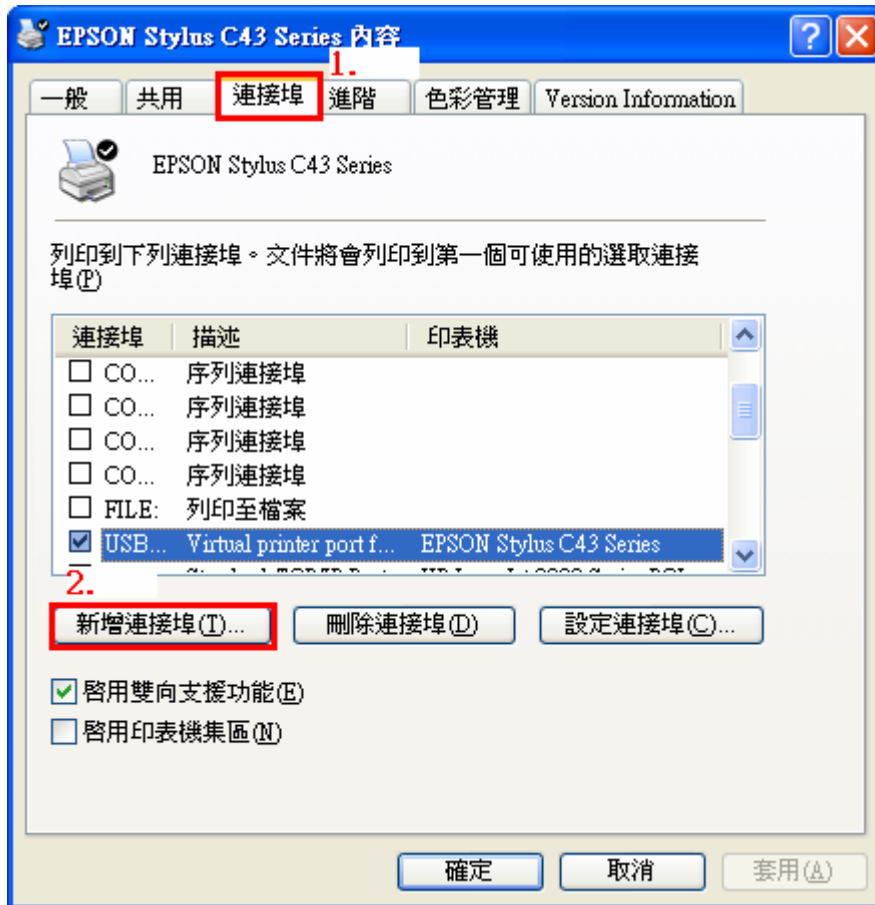 EPSON Stylus C43 Series 內容
1.
一般 共用 連接埠 進階 色彩管理 Version Information
EPSON Stylus C43 Series
列印到下列連接埠。文件將會列印到第一個可使用的選取連接
埠(P)
連接埠 描述 印表機
CO... 序列連接埠
CO... 序列連接埠
CO... 序列連接埠
CO... 序列連接埠
FILE: 列印至檔案
USB... Virtual printer port f... EPSON Stylus C43 Series
2.
新增連接埠(T)... 刪除連接埠(D) 設定連接埠(C)...
啓用雙向支援功能(E)
啓用印表機集區(N)
確定 取消 套用(A)